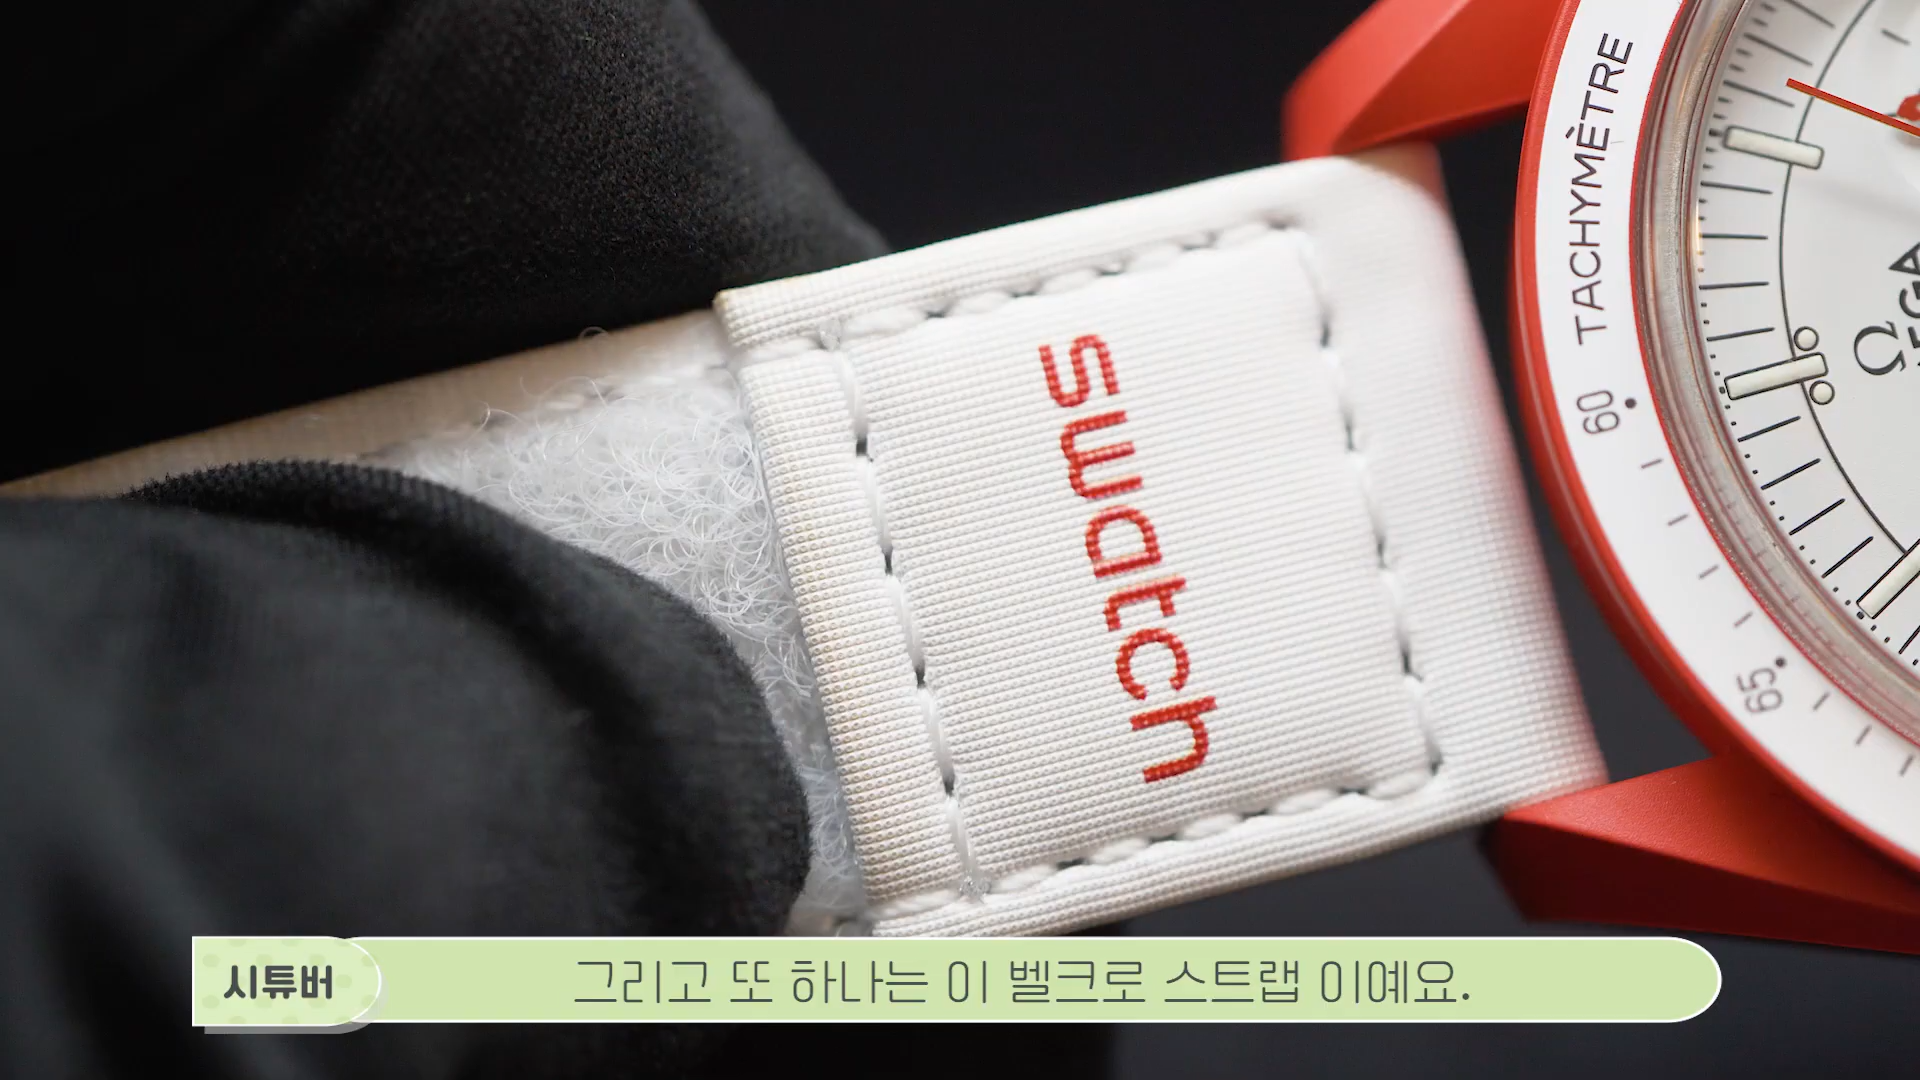 TACHYMÈTRE
60
65
Ω
swatch
시튜버
그리고 또 하나는 이 벨크로 스트랩 이예요.